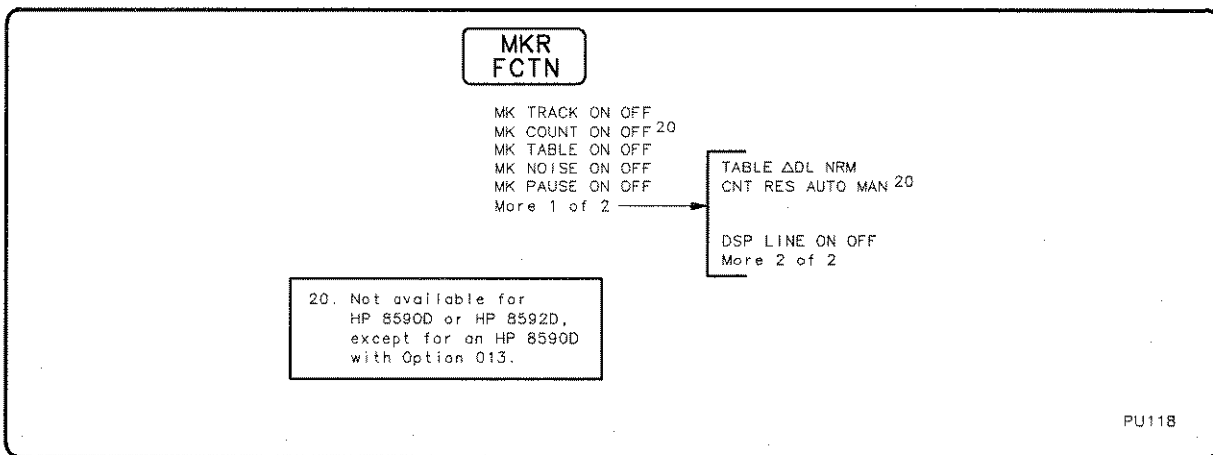 MKR
FCTN
MK TRACK ON OFF
MK COUNT ON OFF 20
MK TABLE ON OFF
MK NOISE ON OFF
MK PAUSE ON OFF
More 1 of 2
TABLE ΔDL NRM
CNT RES AUTO MAN 20
DSP LINE ON OFF
More 2 of 2
20. Not available for
HP 8590D or HP 8592D,
except for an HP 8590D
with Option 013.
PU118